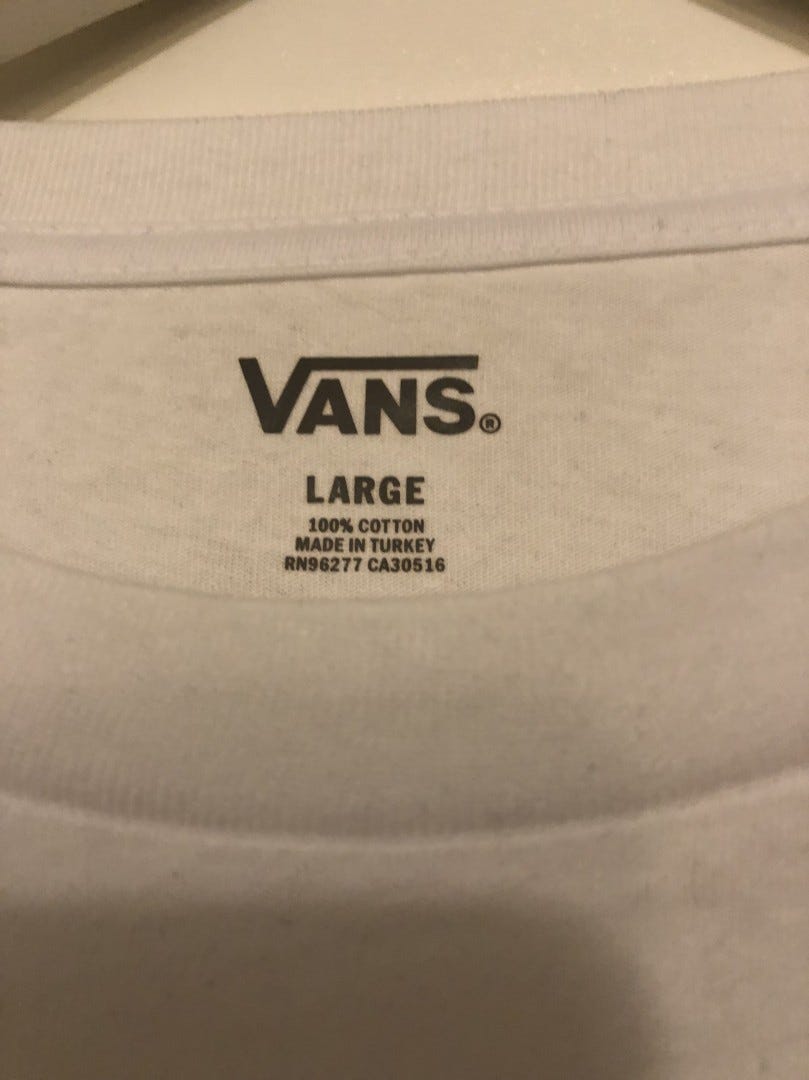 VANS®
LARGE
100% COTTON
MADE IN TURKEY
RN96277 CA30516